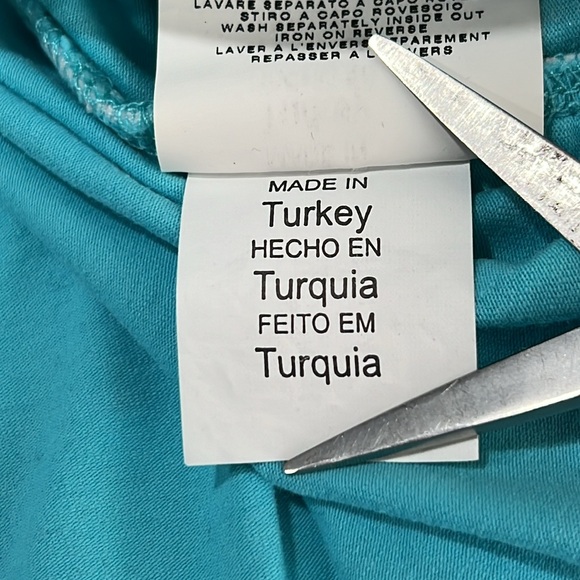 LAVARE SEPARATO A CAPO
STIRO A CAPO ROVESCIO
WASH SEPARATELY INSIDE OUT
IRON ON REVERSE
LAVER A L'ENVERS SEPAREMENT
REPASSER A L'ENVERS
MADE IN
Turkey
HECHO EN
Turquia
FEITO EM
Turquia